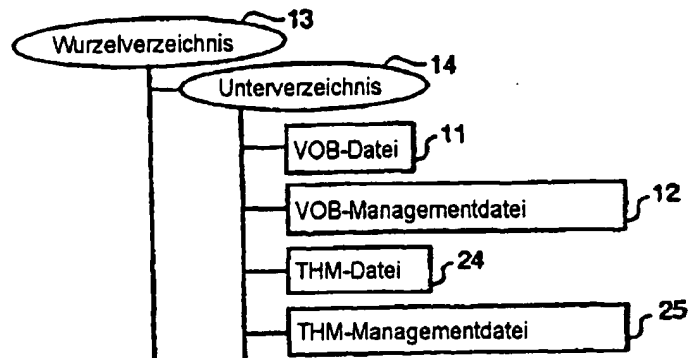 13
Wurzelverzeichnis
14
Unterverzeichnis
11
VOB-Datei
12
VOB-Managementdatei
24
THM-Datei
25
THM-Managementdatei